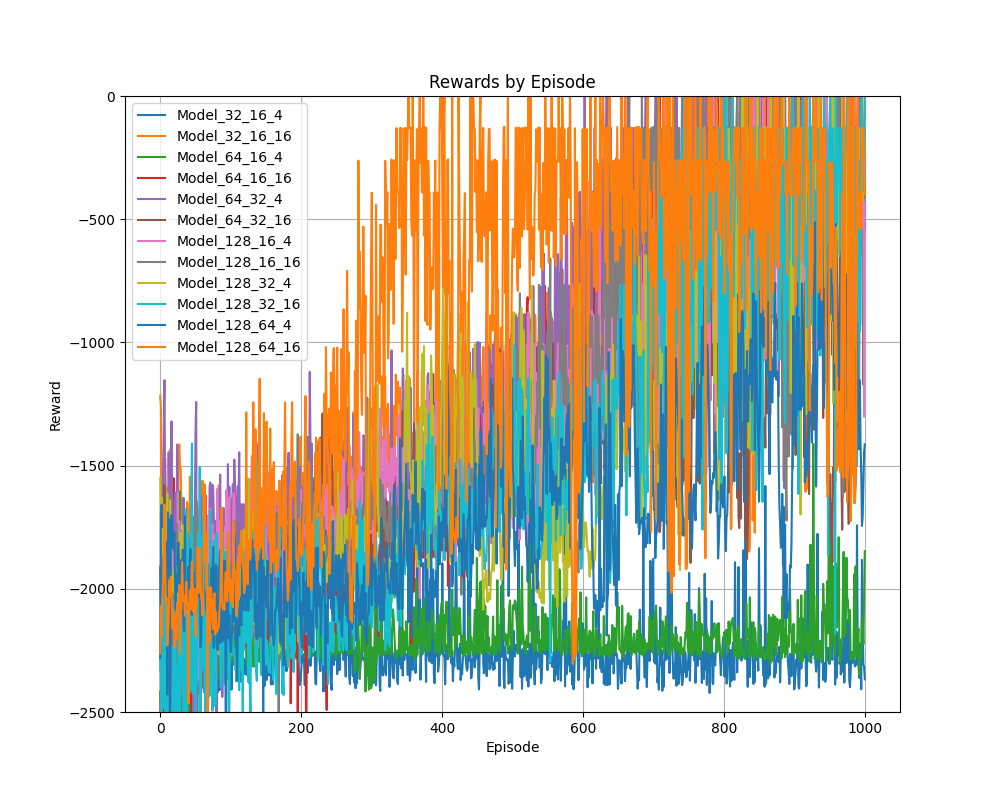 Rewards by Episode
0
−500
−1000
−1500
−2000
−2500
Reward
Model_32_16_4
Model_32_16_16
Model_64_16_4
Model_64_16_16
Model_64_32_4
Model_64_32_16
Model_128_16_4
Model_128_16_16
Model_128_32_4
Model_128_32_16
Model_128_64_4
Model_128_64_16
0
200
400
600
800
1000
Episode